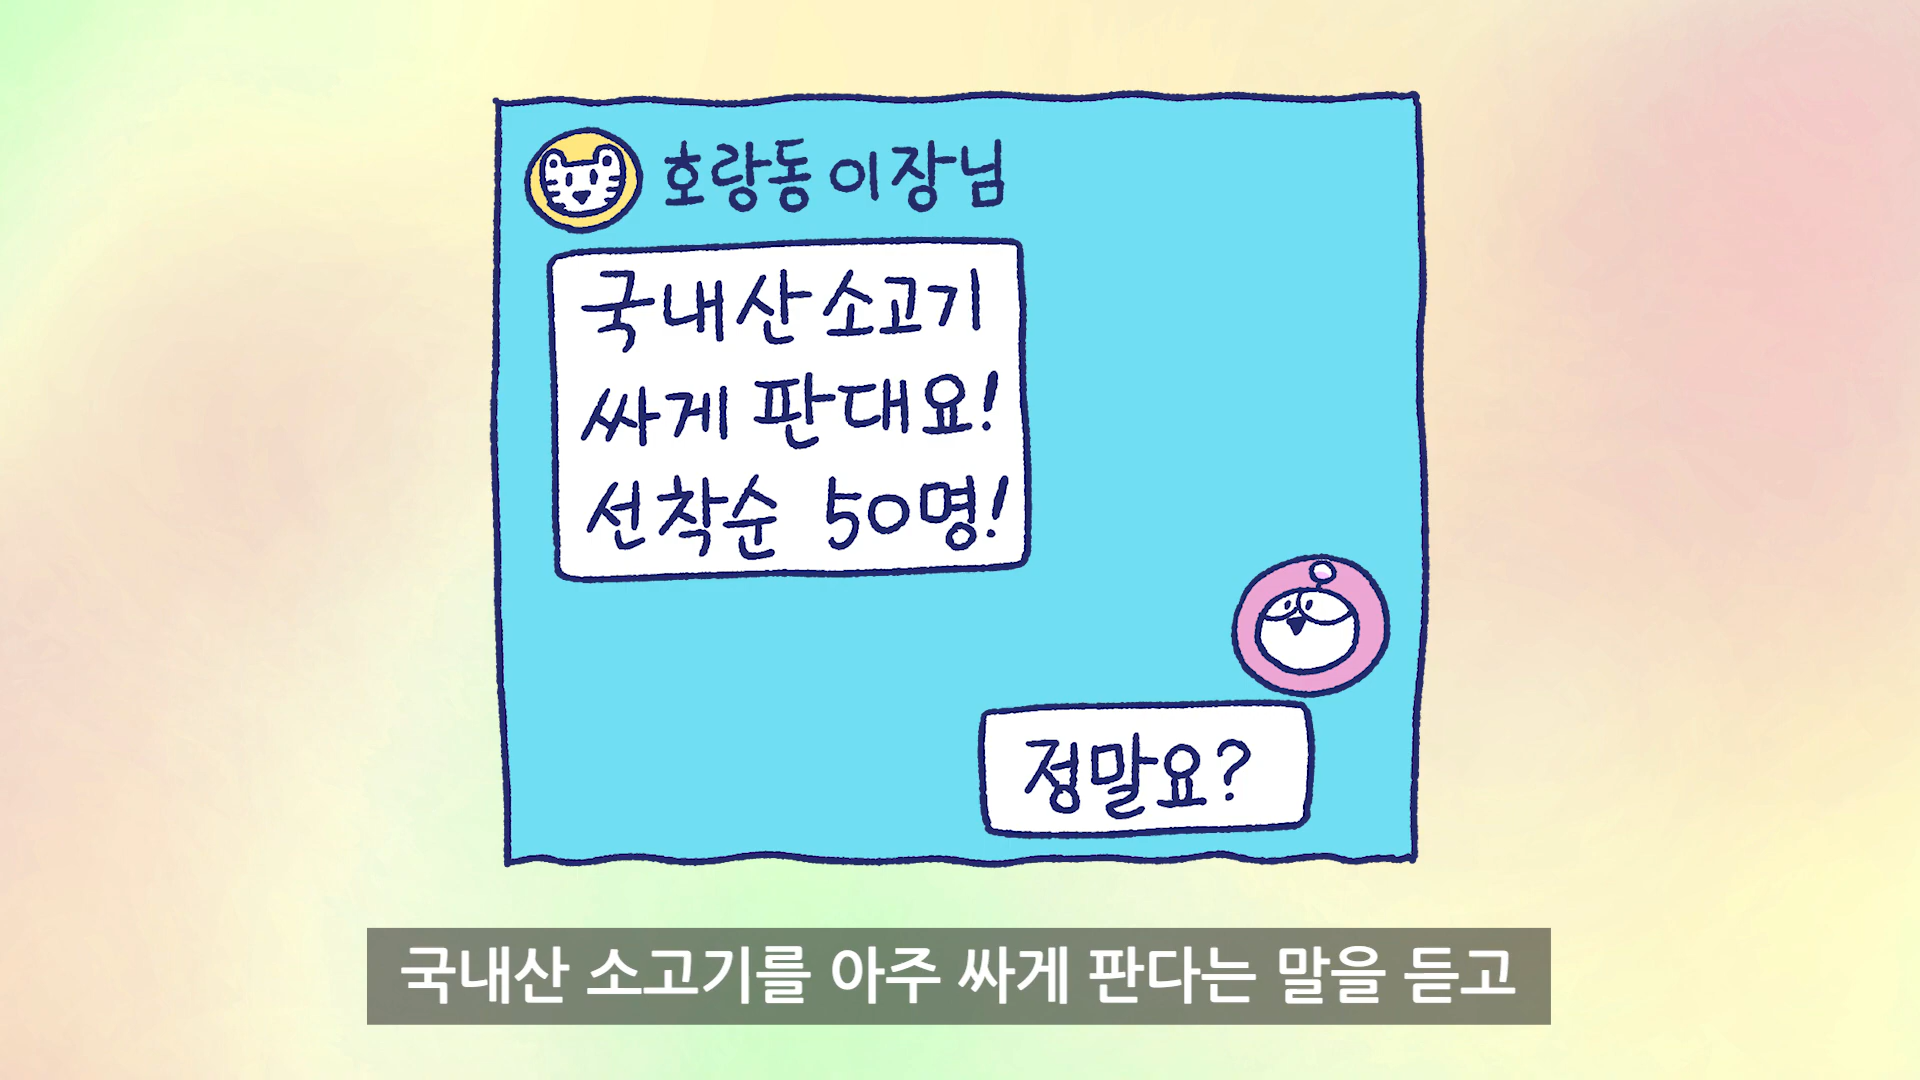 호랑동 이장님
국내산 소고기
싸게 판대요!
선착순 50명!
정말요?
국내산 소고기를 아주 싸게 판다는 말을 듣고